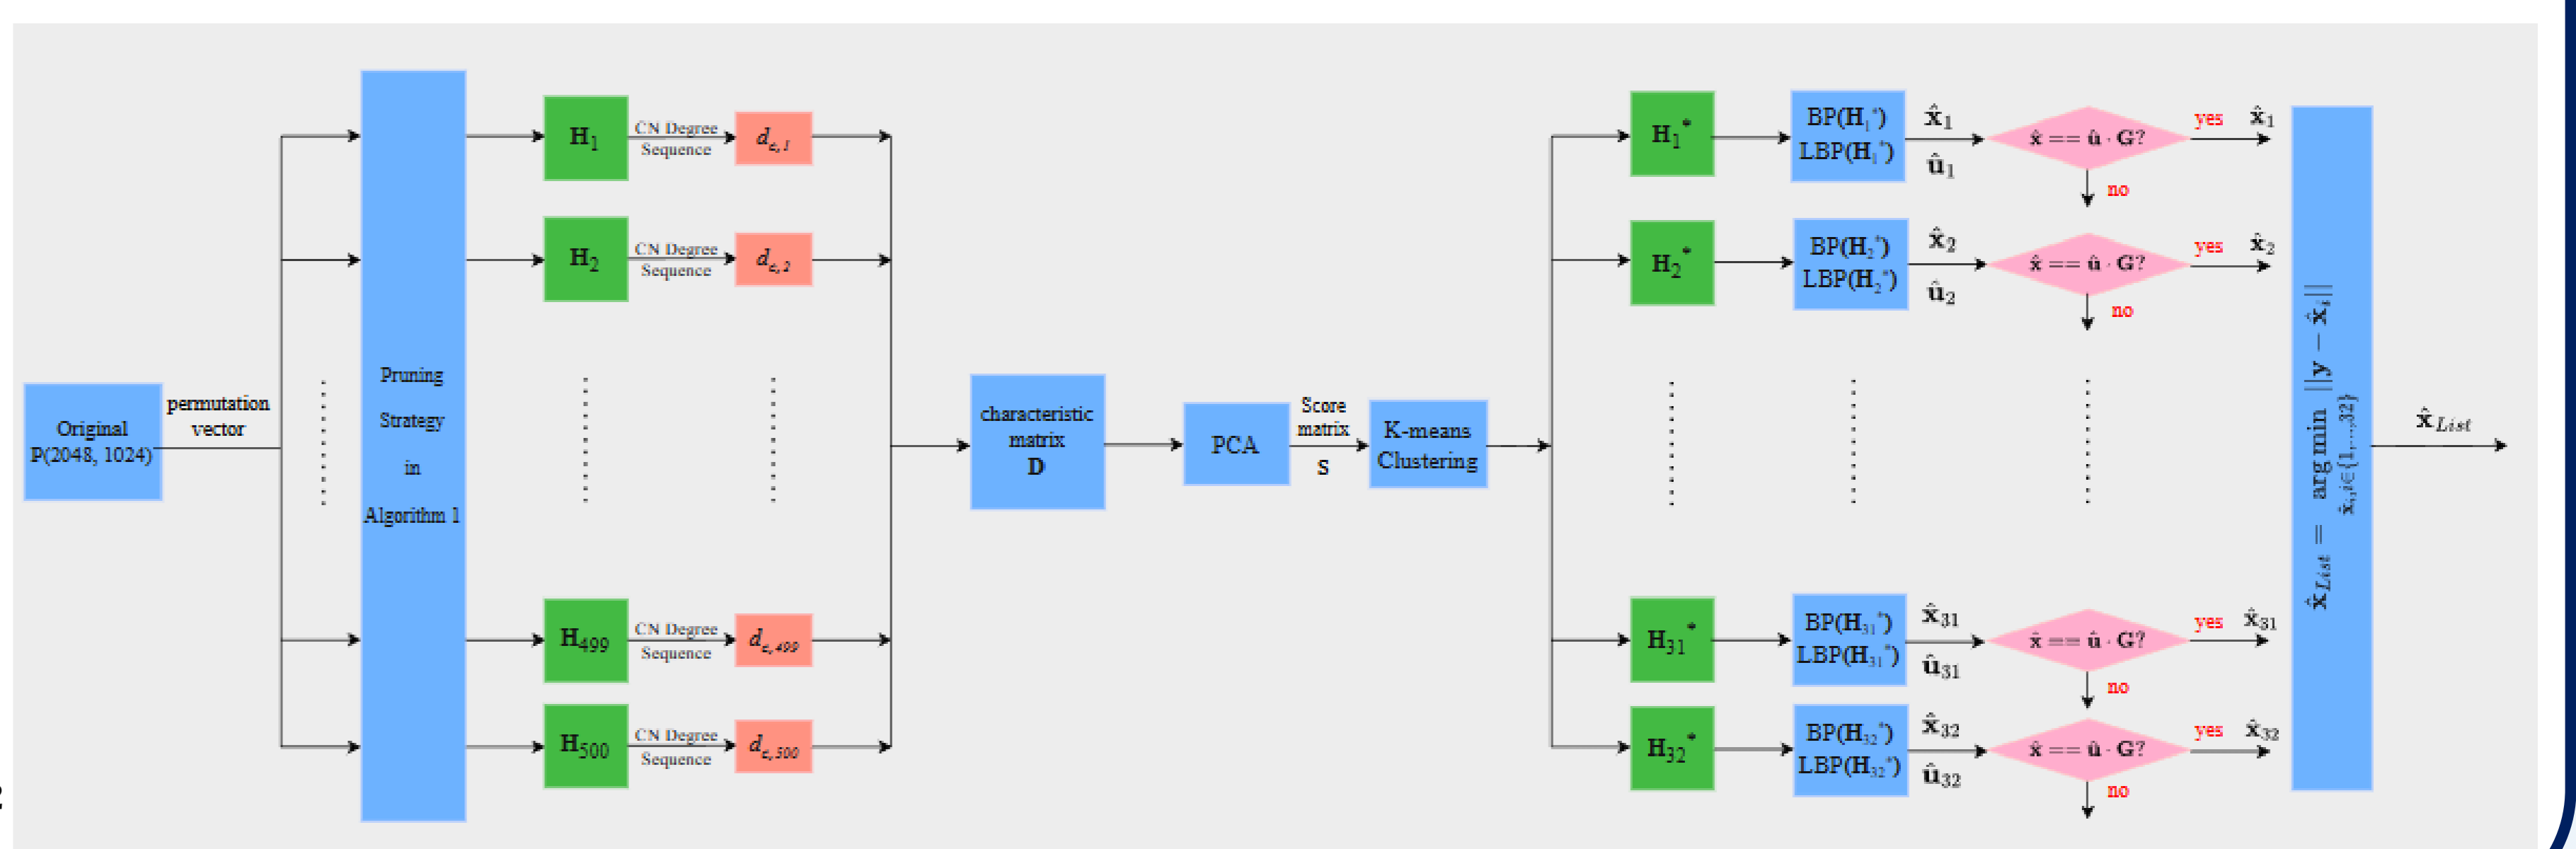 Original
P(2048, 1024)
permutation
vector
Pruning
Strategy
in
Algorithm 1
H₁
CN Degree
Sequence
d_{c,1}
H₂
CN Degree
Sequence
d_{c,2}
H₄₉₉
CN Degree
Sequence
d_{c,499}
H₅₀₀
CN Degree
Sequence
d_{c,500}
characteristic
matrix
D
PCA
Score
matrix
S
K-means
Clustering
H₁*
BP(H₁*)
LBP(H₁*)
x̂₁
û₁
x̂ == û · G?
yes
x̂₁
no
H₂*
BP(H₂*)
LBP(H₂*)
x̂₂
û₂
x̂ == û · G?
yes
x̂₂
no
H₃₁*
BP(H₃₁*)
LBP(H₃₁*)
x̂₃₁
û₃₁
x̂ == û · G?
yes
x̂₃₁
no
H₃₂*
BP(H₃₂*)
LBP(H₃₂*)
x̂₃₂
û₃₂
x̂ == û · G?
yes
x̂₃₂
no
x̂_{List} = arg min ||y − x̂ᵢ||
x̂ᵢ,i∈{1,...,32}
x̂_{List}